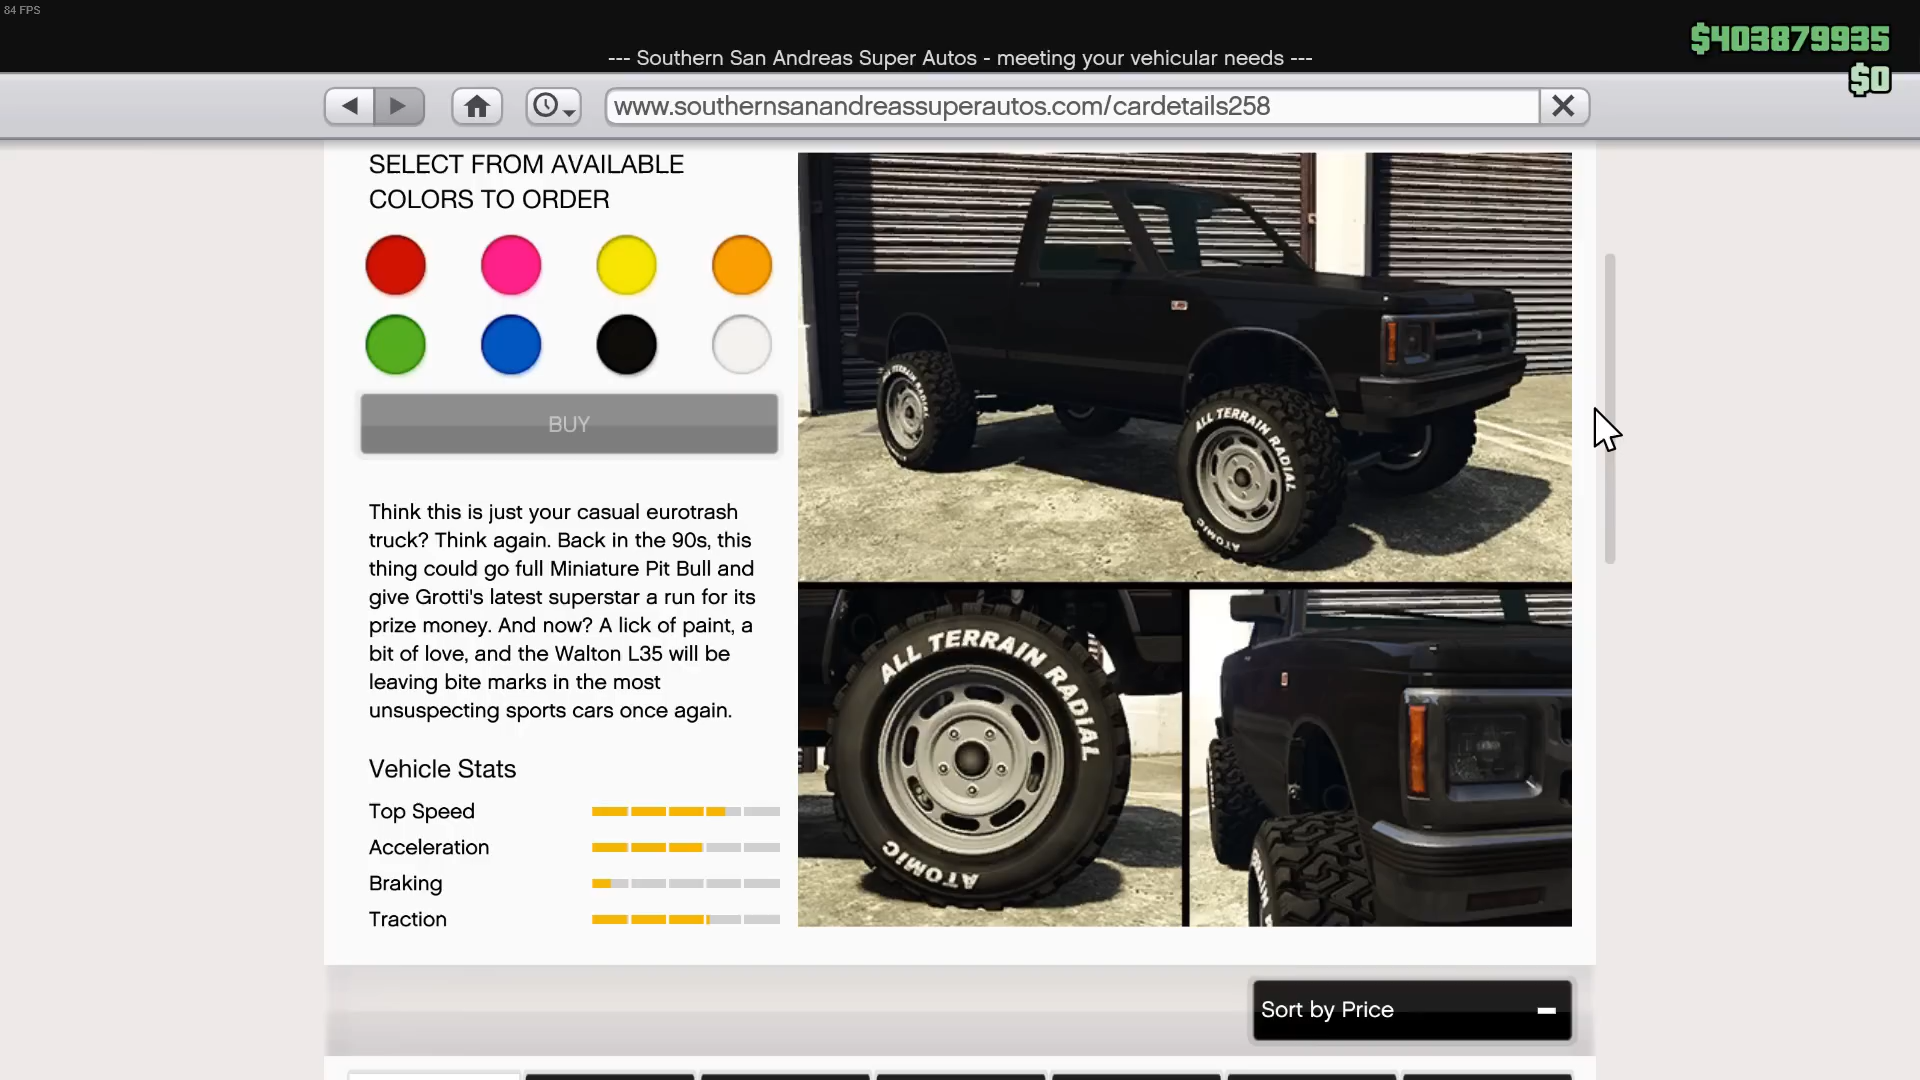 84 FPS
$403879935
--- Southern San Andreas Super Autos - meeting your vehicular needs ---
$0
www.southernsanandreassuperautos.com/cardetails258
SELECT FROM AVAILABLE
COLORS TO ORDER
BUY
Think this is just your casual eurotrash
truck? Think again. Back in the 90s, this
thing could go full Miniature Pit Bull and
give Grotti's latest superstar a run for its
prize money. And now? A lick of paint, a
bit of love, and the Walton L35 will be
leaving bite marks in the most
unsuspecting sports cars once again.
Vehicle Stats
Top Speed
Acceleration
Braking
Traction
ALL TERRAIN RADIAL
ALL TERRAIN RADIAL
ATOMIC
ALL TERRAIN RADIAL
ATOMIC
Sort by Price